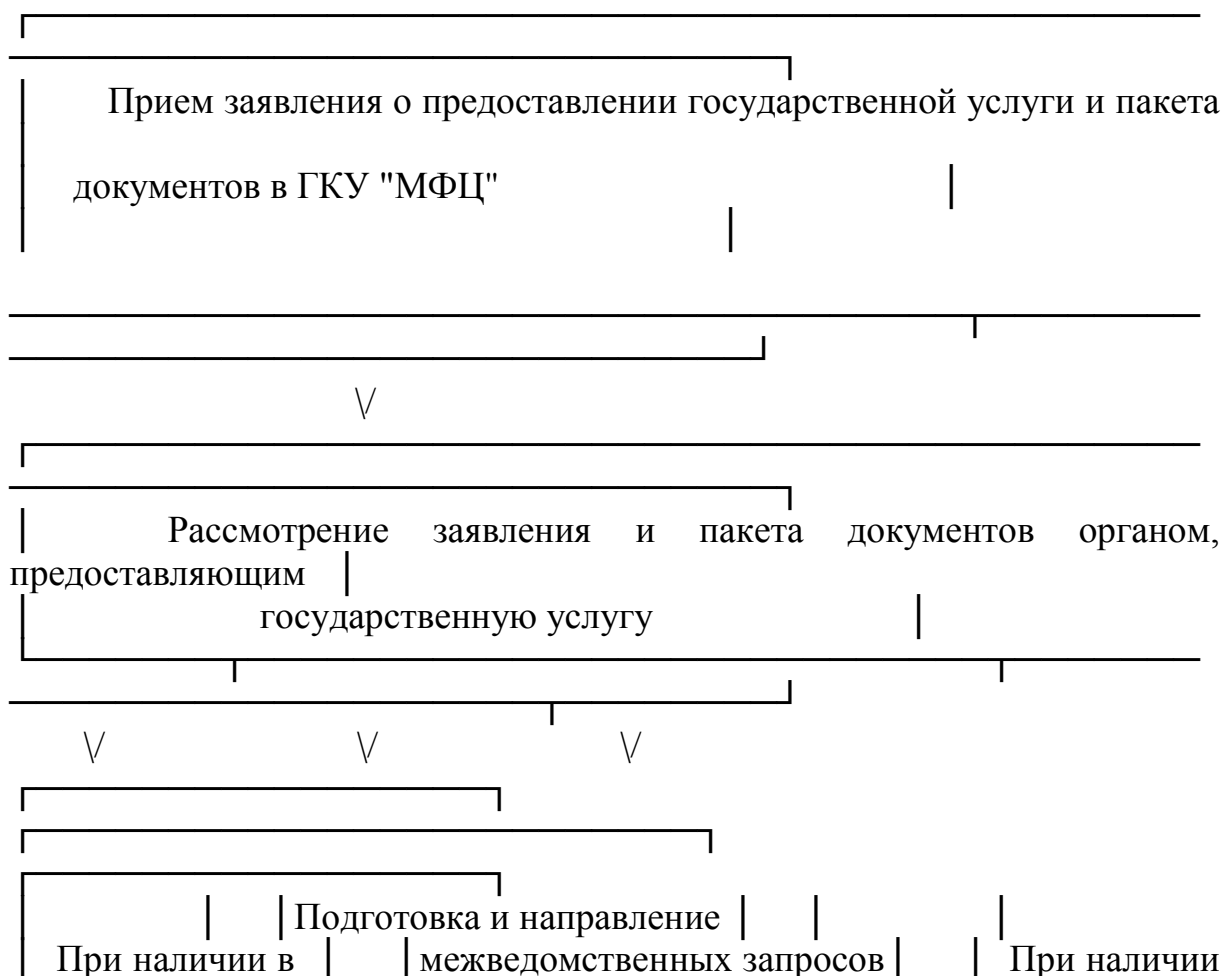 Прием заявления о предоставлении государственной услуги и пакета
документов в ГКУ "МФЦ"
\/
Рассмотрение заявления и пакета документов органом,
предоставляющим
государственную услугу
\/ \/ \/
Подготовка и направление
При наличии в межведомственных запросов При наличии